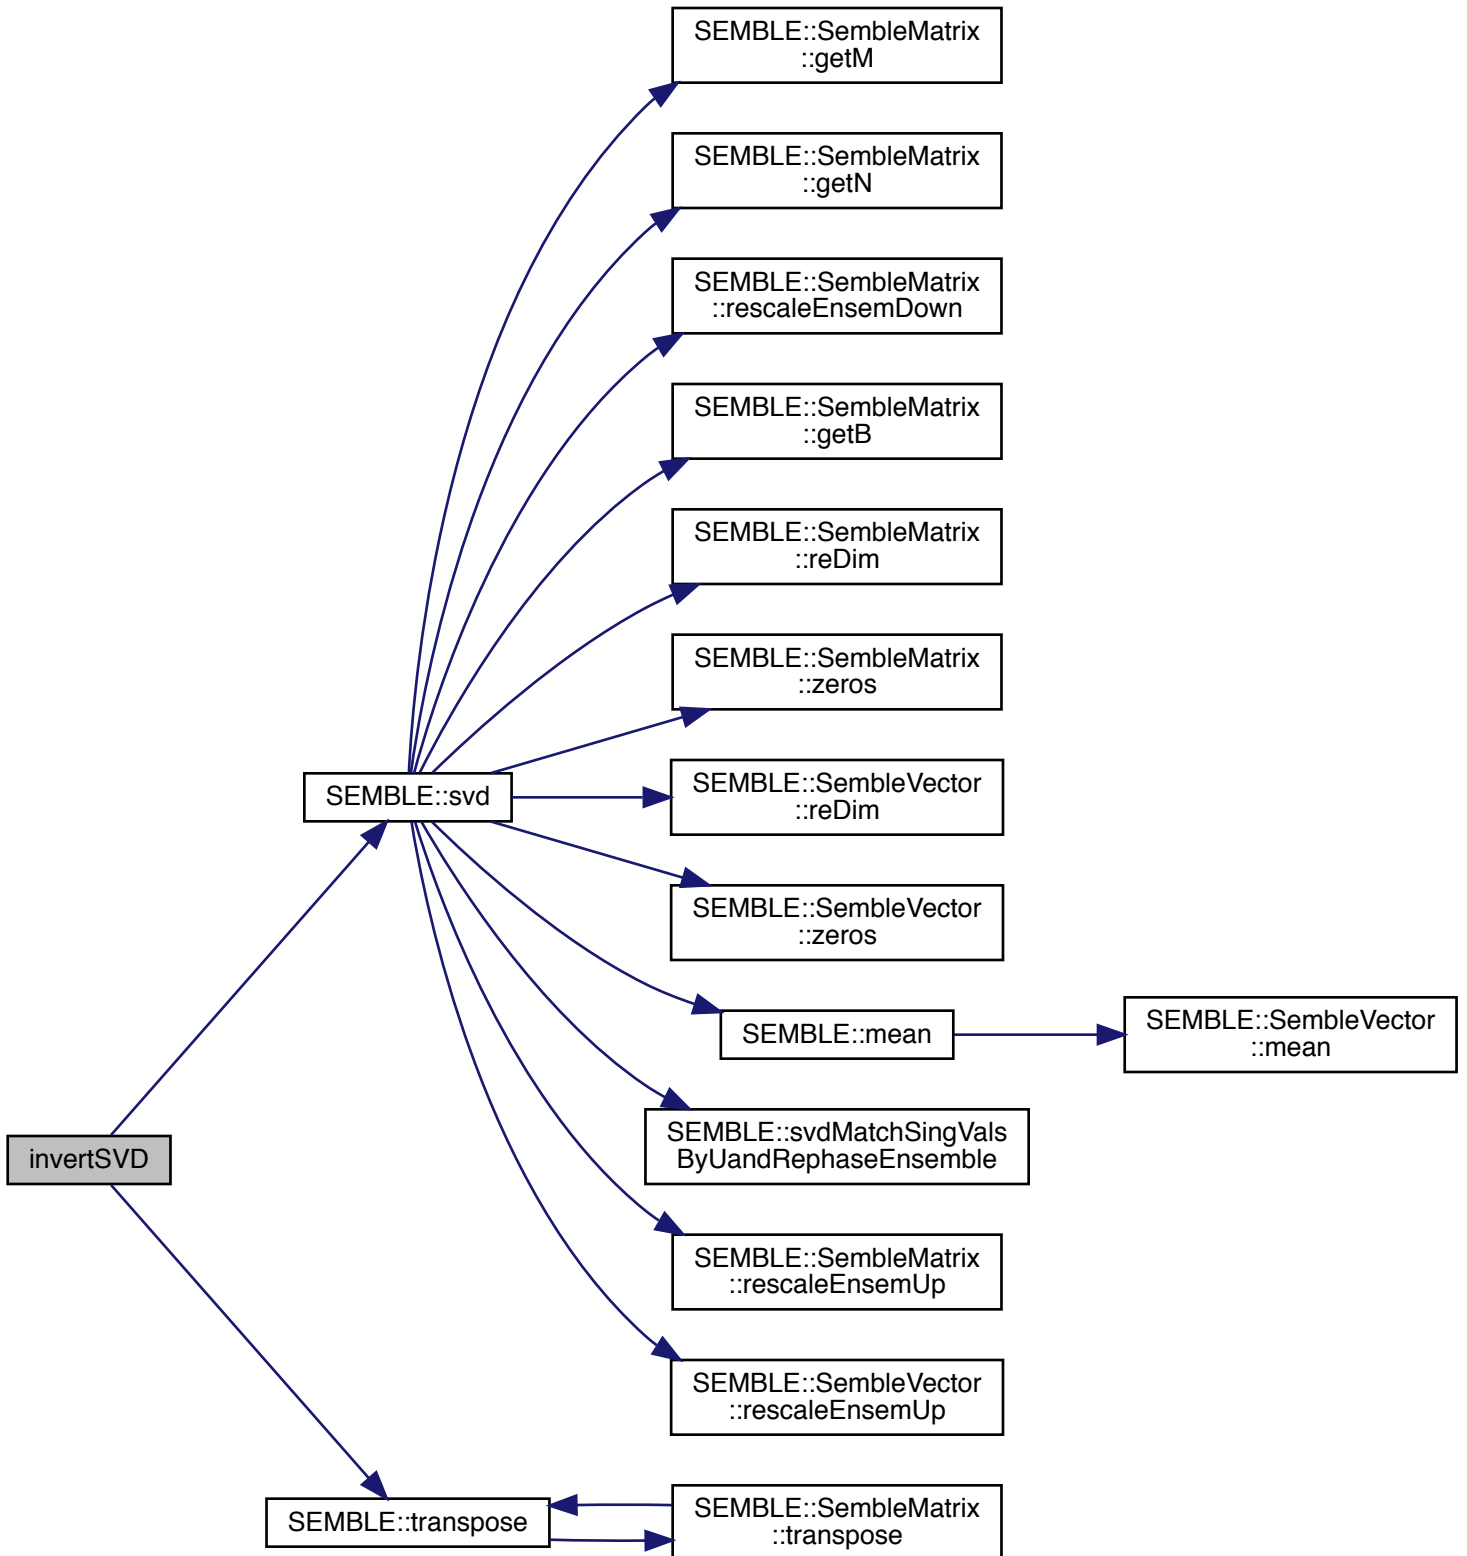 SEMBLE::SembleMatrix
::getM
SEMBLE::SembleMatrix
::getN
SEMBLE::SembleMatrix
::rescaleEnsemDown
SEMBLE::SembleMatrix
::getB
SEMBLE::SembleMatrix
::reDim
SEMBLE::SembleMatrix
::zeros
SEMBLE::svd
SEMBLE::SembleVector
::reDim
SEMBLE::SembleVector
::zeros
SEMBLE::mean
SEMBLE::SembleVector
::mean
SEMBLE::svdMatchSingVals
ByUandRephaseEnsemble
invertSVD
SEMBLE::SembleMatrix
::rescaleEnsemUp
SEMBLE::SembleVector
::rescaleEnsemUp
SEMBLE::transpose
SEMBLE::SembleMatrix
::transpose